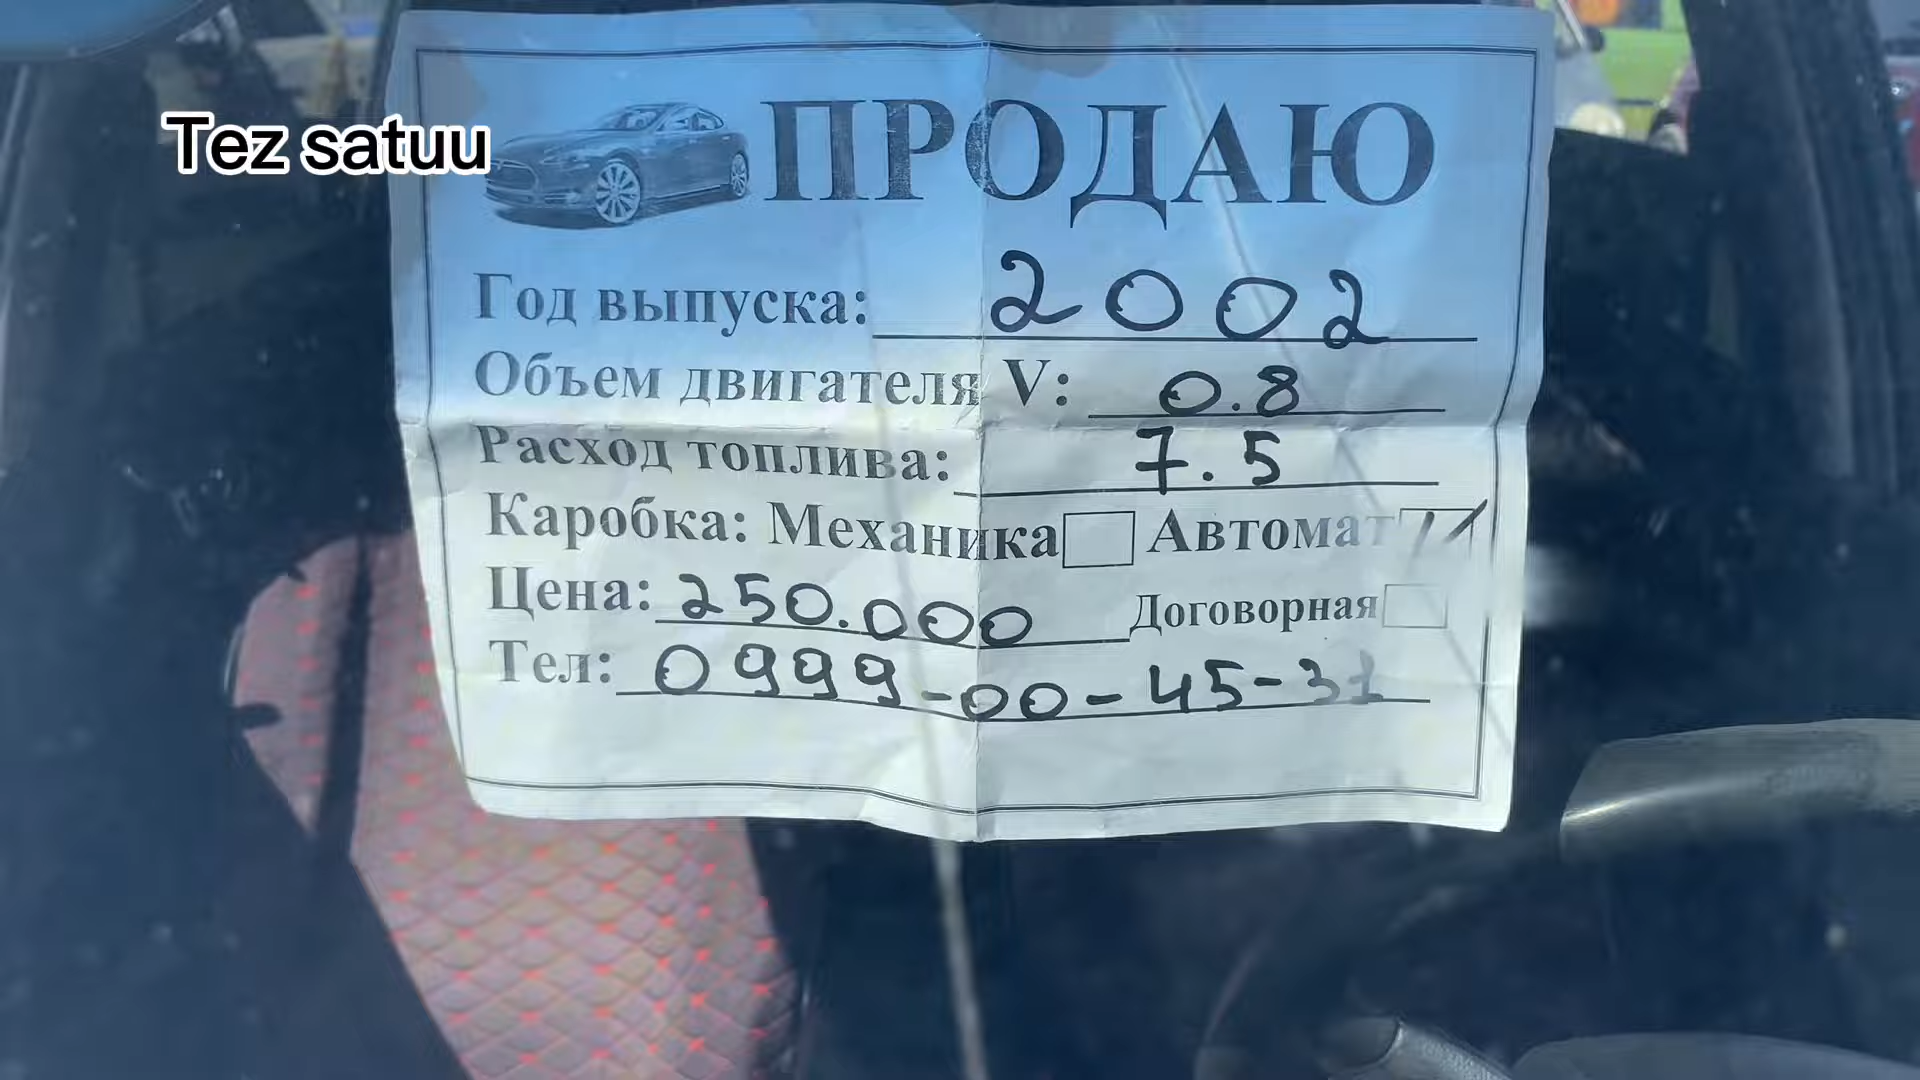 Tez satuu
ПРОДАЮ
Год выпуска: 2002
Объем двигателя V: 0.8
Расход топлива: 7.5
Каробка: Механика Автомат
Цена: 250.000 Договорная
Тел: 0999-00-45-31